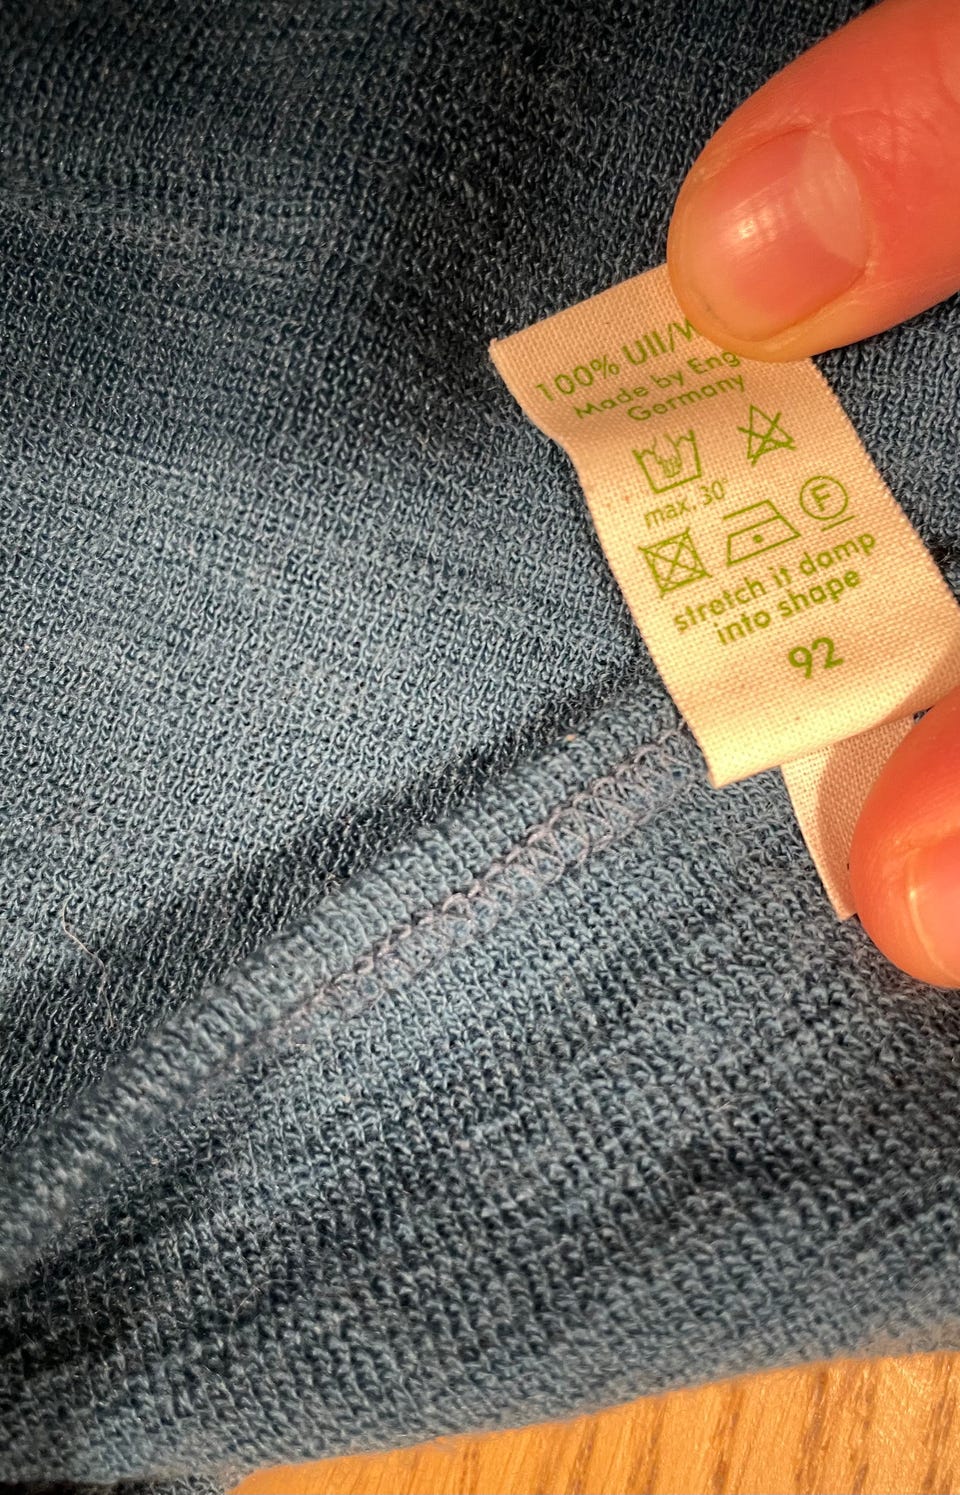 100% Ull/
Made by Eng
Germany
max. 30°
F
stretch it damp
into shape
92